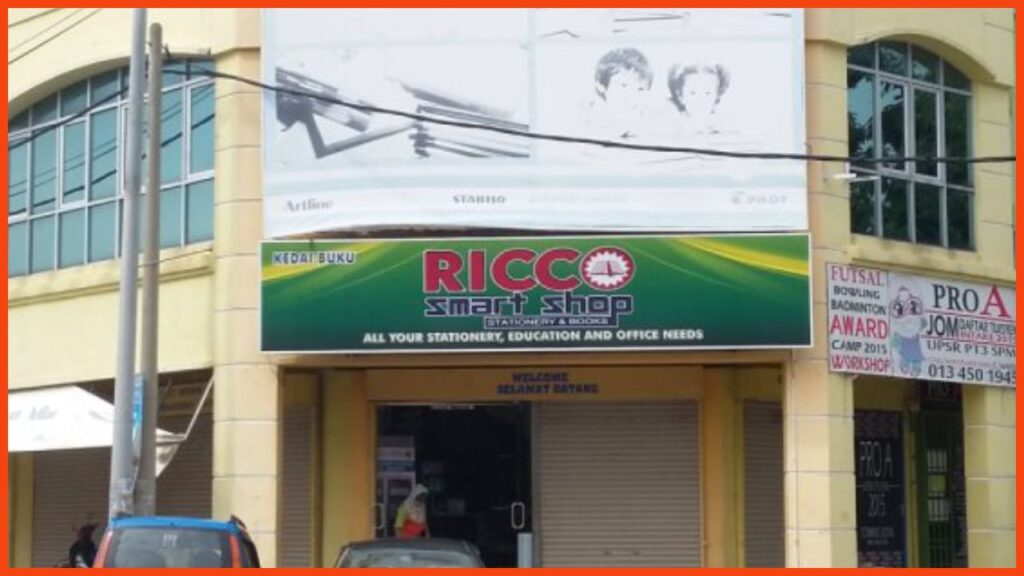 Artline
STABILO
PILOT
KEDAI BUKU
RICCO
smart shop
STATIONERY & BOOKS
ALL YOUR STATIONERY, EDUCATION AND OFFICE NEEDS
WELCOME
SELAMAT DATANG
FUTSAL
BOWLING
BADMINTON
AWARD
CAMP 2015
WORKSHOP
PRO A
JOM
UPSR PT3 SPM
013 450 1945
PRO A
2015